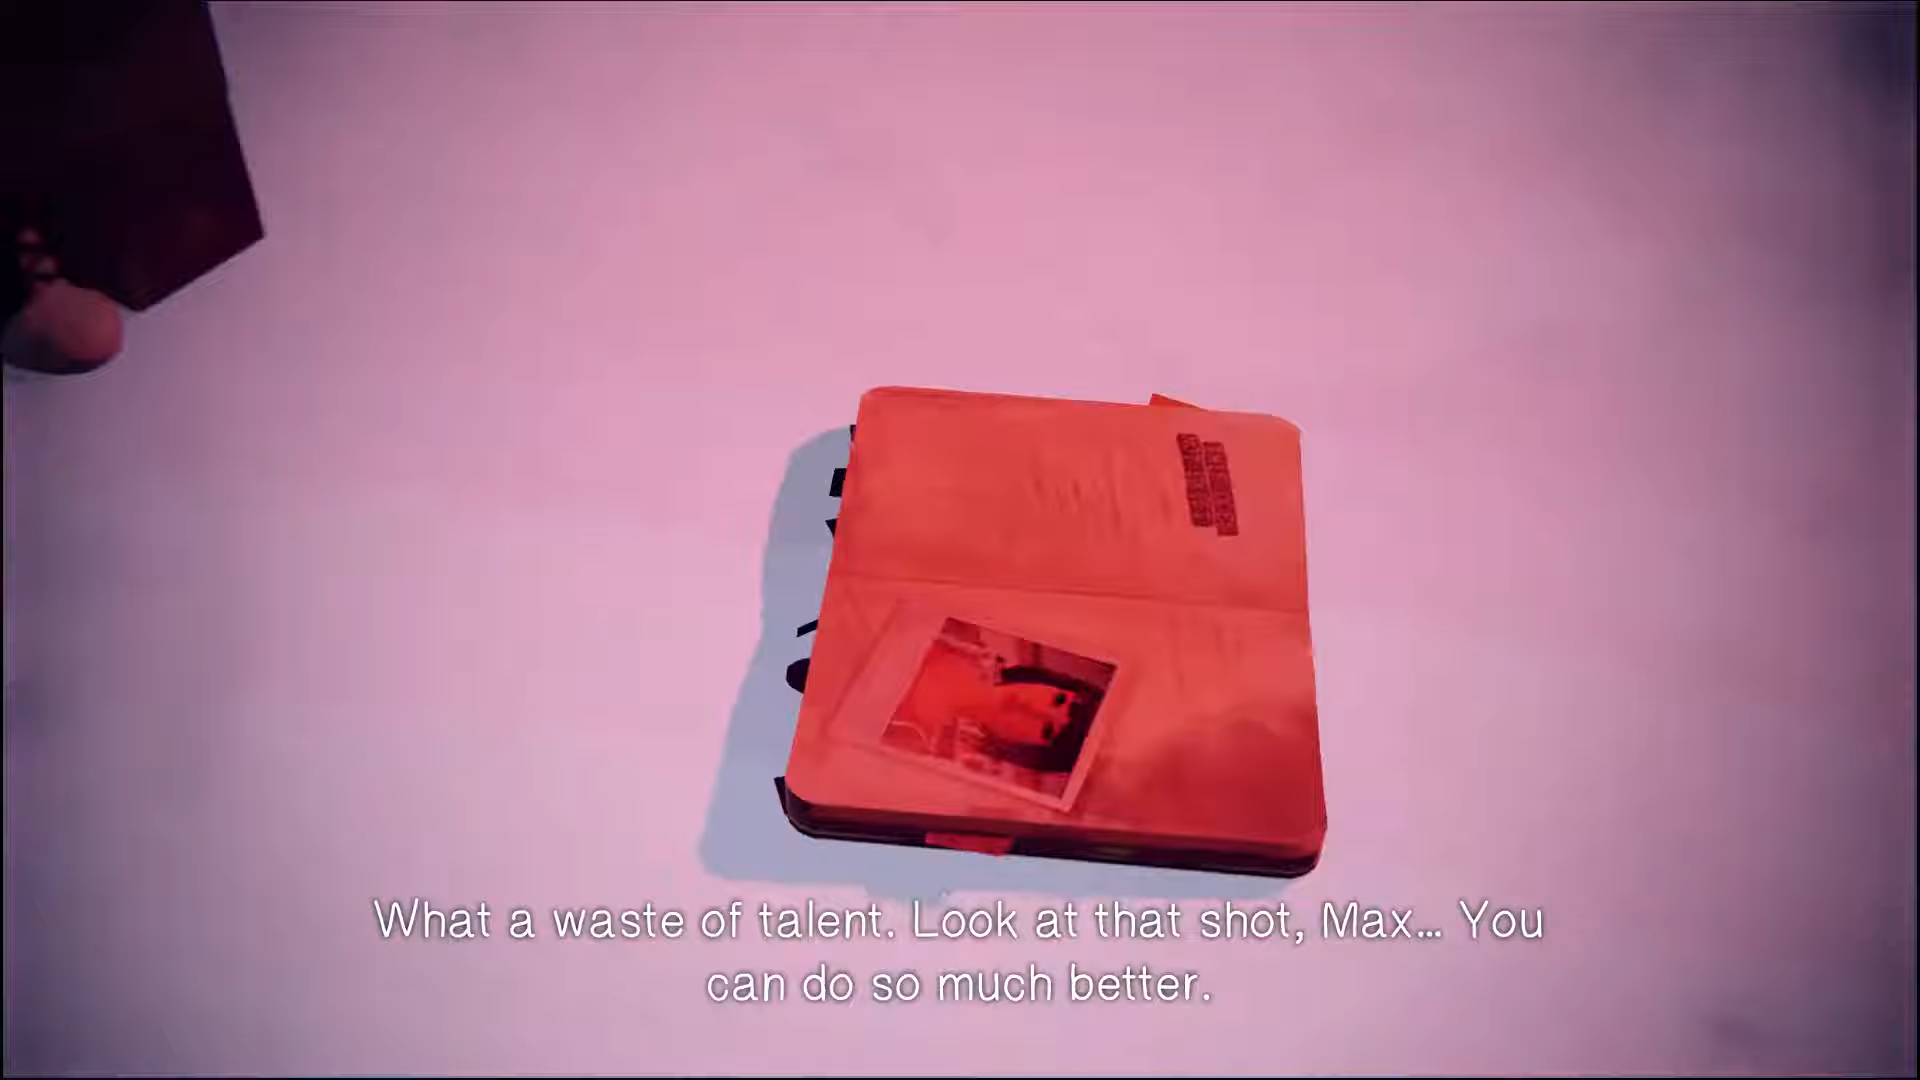 What a waste of talent. Look at that shot, Max... You
can do so much better.